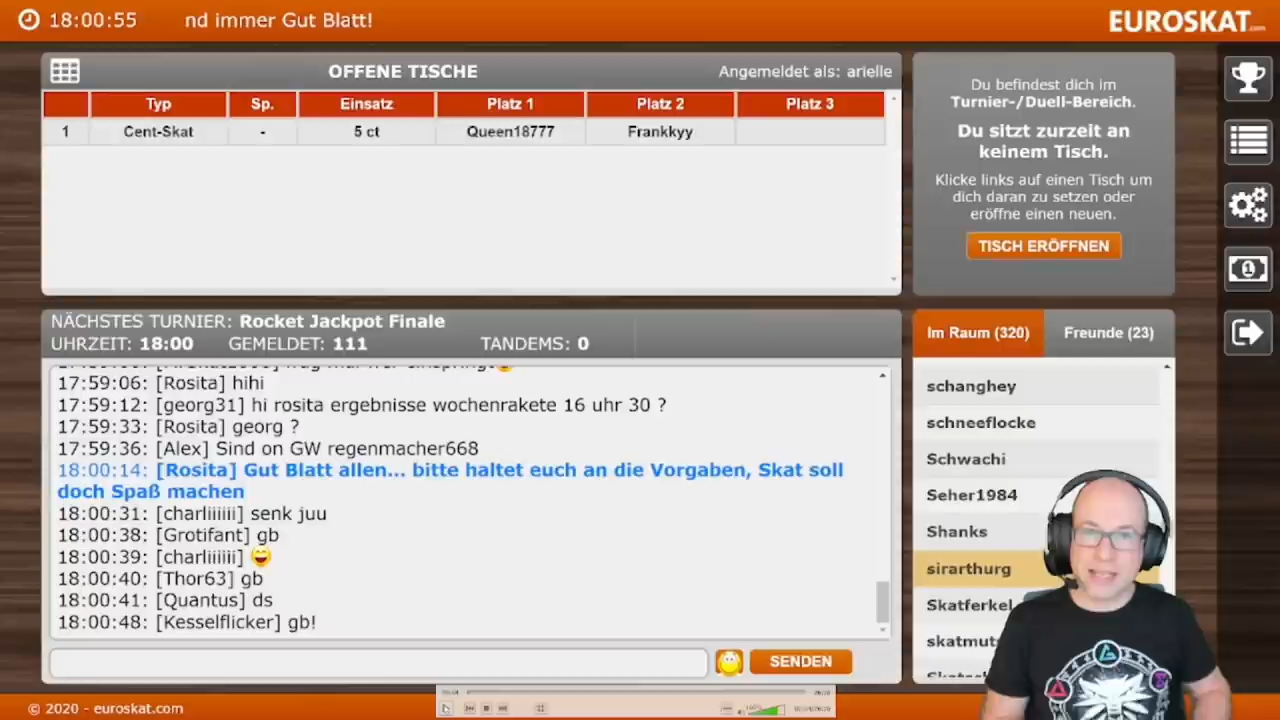 18:00:55
nd immer Gut Blatt!
EUROSKAT.com
OFFENE TISCHE
Angemeldet als: arielle
Typ Sp. Einsatz Platz 1 Platz 2 Platz 3
1 Cent-Skat - 5 ct Queen18777 Frankkyy
Du befindest dich im
Turnier-/Duell-Bereich.
Du sitzt zurzeit an
keinem Tisch.
Klicke links auf einen Tisch um
dich daran zu setzen oder
eröffne einen neuen.
TISCH ERÖFFNEN
NÄCHSTES TURNIER: Rocket Jackpot Finale
UHRZEIT: 18:00 GEMELDET: 111 TANDEMS: 0
17:59:06: [Rosita] hihi
17:59:12: [georg31] hi rosita ergebnisse wochenrakete 16 uhr 30 ?
17:59:33: [Rosita] georg ?
17:59:36: [Alex] Sind on GW regenmacher668
18:00:14: [Rosita] Gut Blatt allen... bitte haltet euch an die Vorgaben, Skat soll
doch Spaß machen
18:00:31: [charliiiiii] senk juu
18:00:38: [Grotifant] gb
18:00:39: [charliiiiii]
18:00:40: [Thor63] gb
18:00:41: [Quantus] ds
18:00:48: [Kesselflicker] gb!
SENDEN
Im Raum (320) Freunde (23)
schanghey
schneeflocke
Schwachi
Seher1984
Shanks
sirarthurg
Skatferkel
© 2020 - euroskat.com